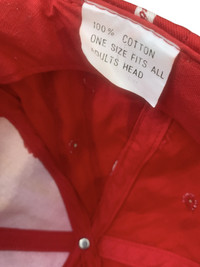 100% COTTON
ONE SIZE FITS ALL
ADULTS HEAD